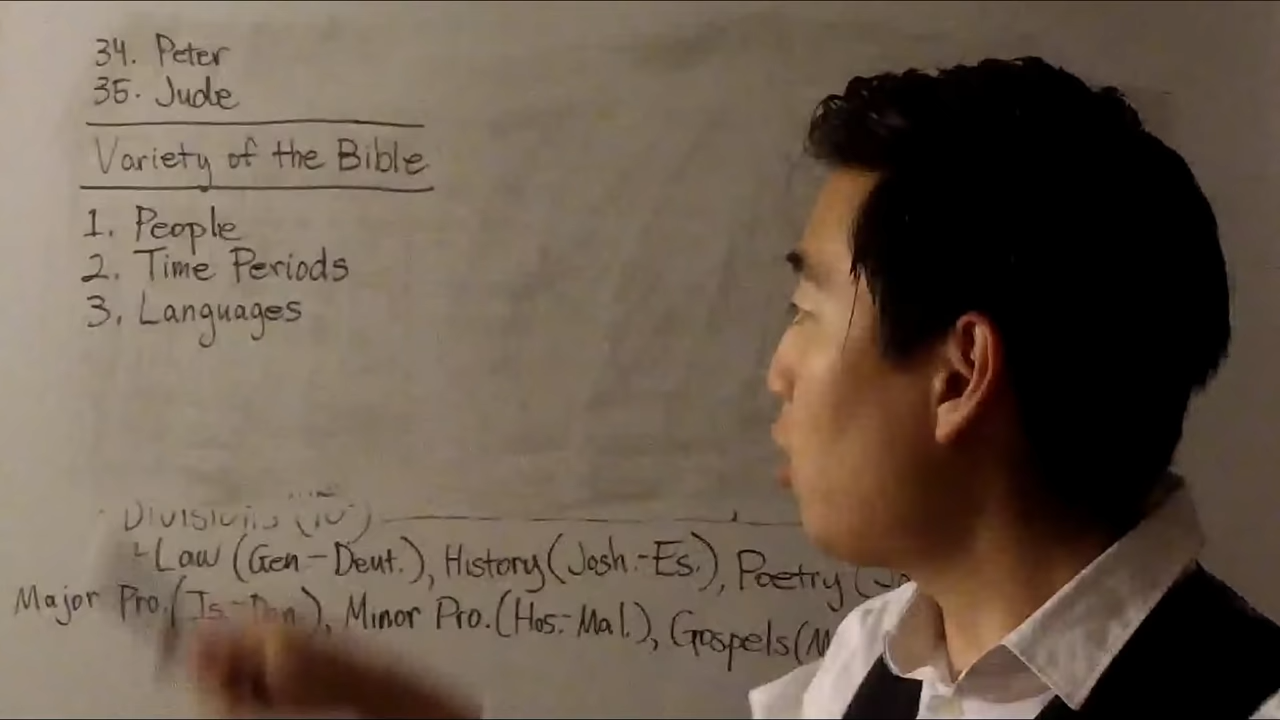 34. Peter
35. Jude
Variety of the Bible
1. People
2. Time Periods
3. Languages
Divisions (10)
Law (Gen-Deut.), History (Josh.-Es.), Poetry (
Major Pro. (Is.-Dan.), Minor Pro. (Hos.-Mal.), Gospels (M